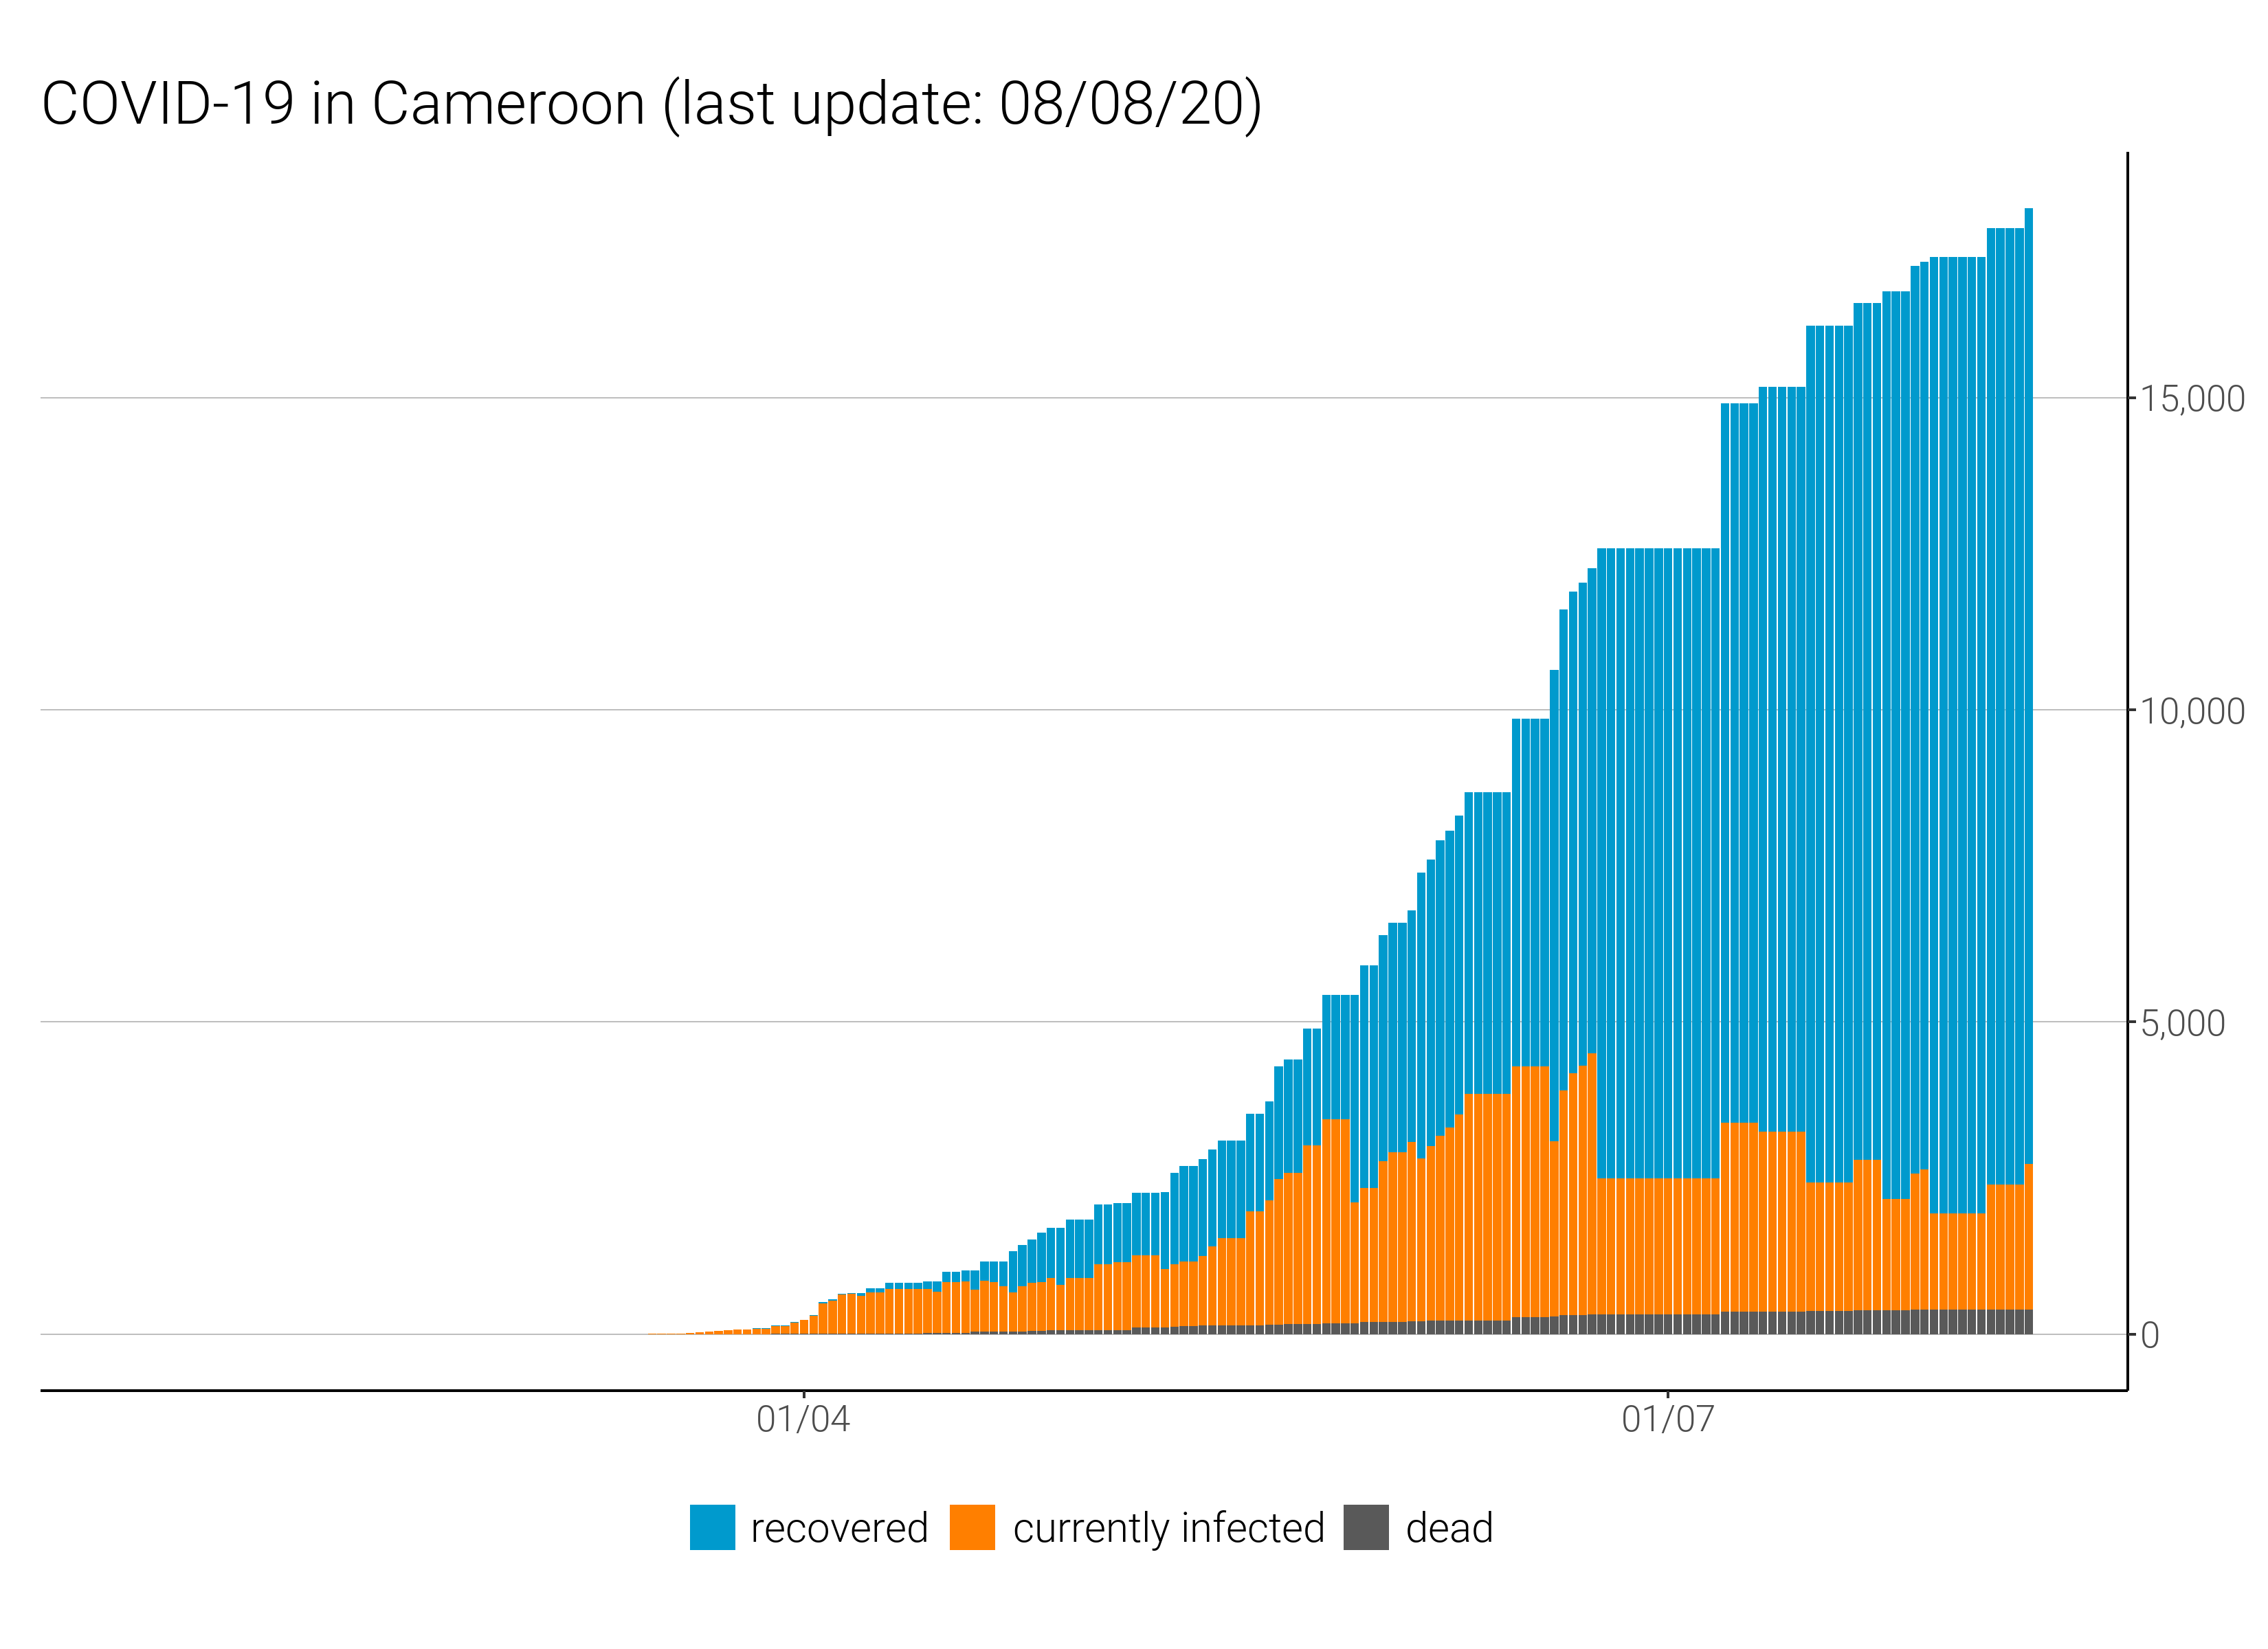 COVID-19 in Cameroon (last update: 08/08/20)
15,000
10,000
5,000
0
01/04 01/07
recovered currently infected dead